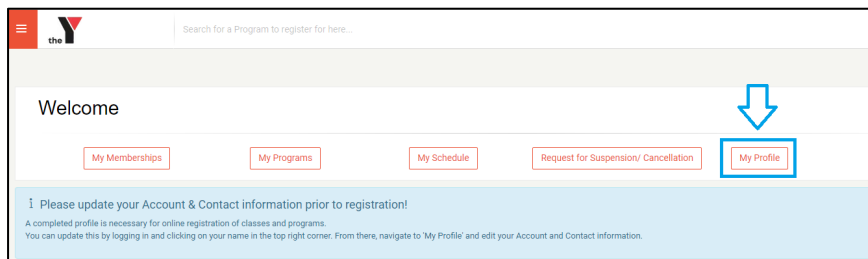 the Y
Search for a Program to register for here...
Welcome
My Memberships
My Programs
My Schedule
Request for Suspension/ Cancellation
My Profile
i Please update your Account & Contact information prior to registration!
A completed profile is necessary for online registration of classes and programs.
You can update this by logging in and clicking on your name in the top right corner. From there, navigate to 'My Profile' and edit your Account and Contact information.